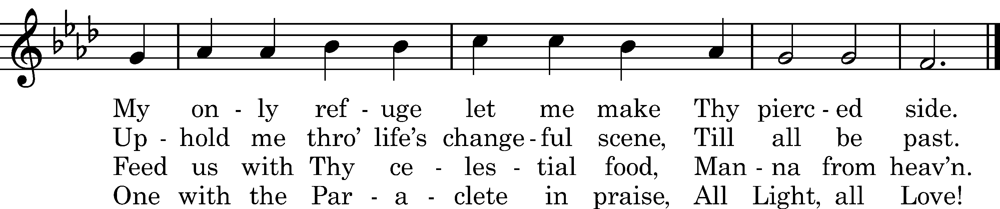 My on - ly ref - uge let me make Thy pierc - ed side.
Up - hold me thro’ life’s change - ful scene, Till all be past.
Feed us with Thy ce - les - tial food, Man - na from heav’n.
One with the Par - a - clete in praise, All Light, all Love!